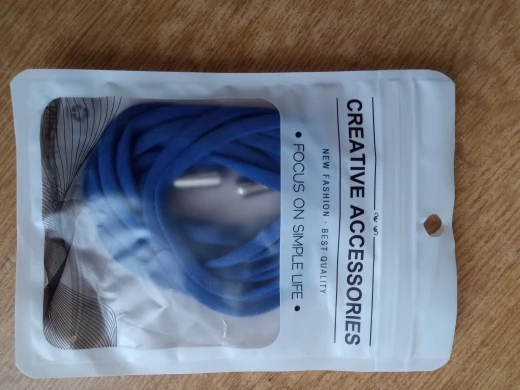 CREATIVE ACCESSORIES
NEW FASHION · BEST QUALITY
• FOCUS ON SIMPLE LIFE •